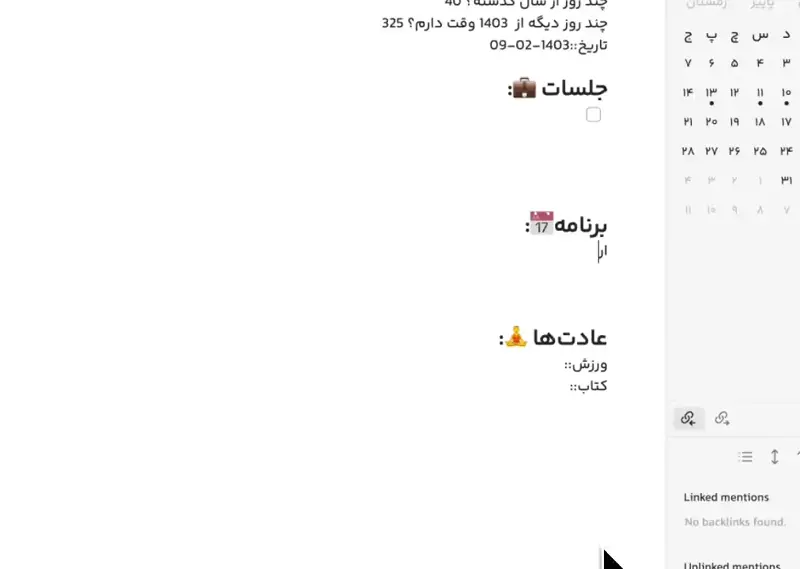 چند روز از سال گذشته؟ 40
چند روز دیگه از 1403 وقت دارم؟ 325
تاریخ::1403-02-09
جلسات 💼:
برنامه📅:
ار
عادت‌ها 🧘:
ورزش::
کتاب::
پاییز زمستان
د س چ پ ج
۳ ۴ ۵ ۶ ۷
۱۰ ۱۱ ۱۲ ۱۳ ۱۴
۱۷ ۱۸ ۱۹ ۲۰ ۲۱
۲۴ ۲۵ ۲۶ ۲۷ ۲۸
۳۱ ۱ ۲ ۳ ۴
۷ ۸ ۹ ۱۰ ۱۱
Linked mentions
No backlinks found.
Unlinked mentions